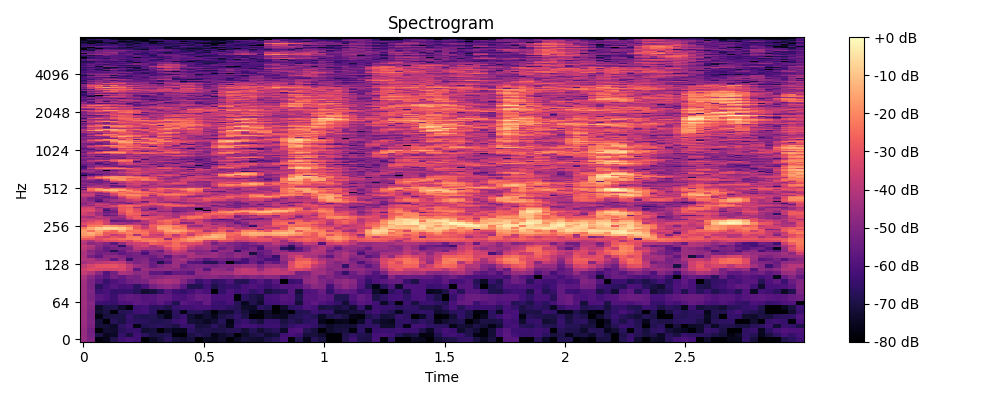 Spectrogram
+0 dB
4096
-10 dB
2048
-20 dB
1024
-30 dB
Hz
512
-40 dB
256
-50 dB
128
-60 dB
64
-70 dB
0
-80 dB
0
0.5
1
1.5
2
2.5
Time